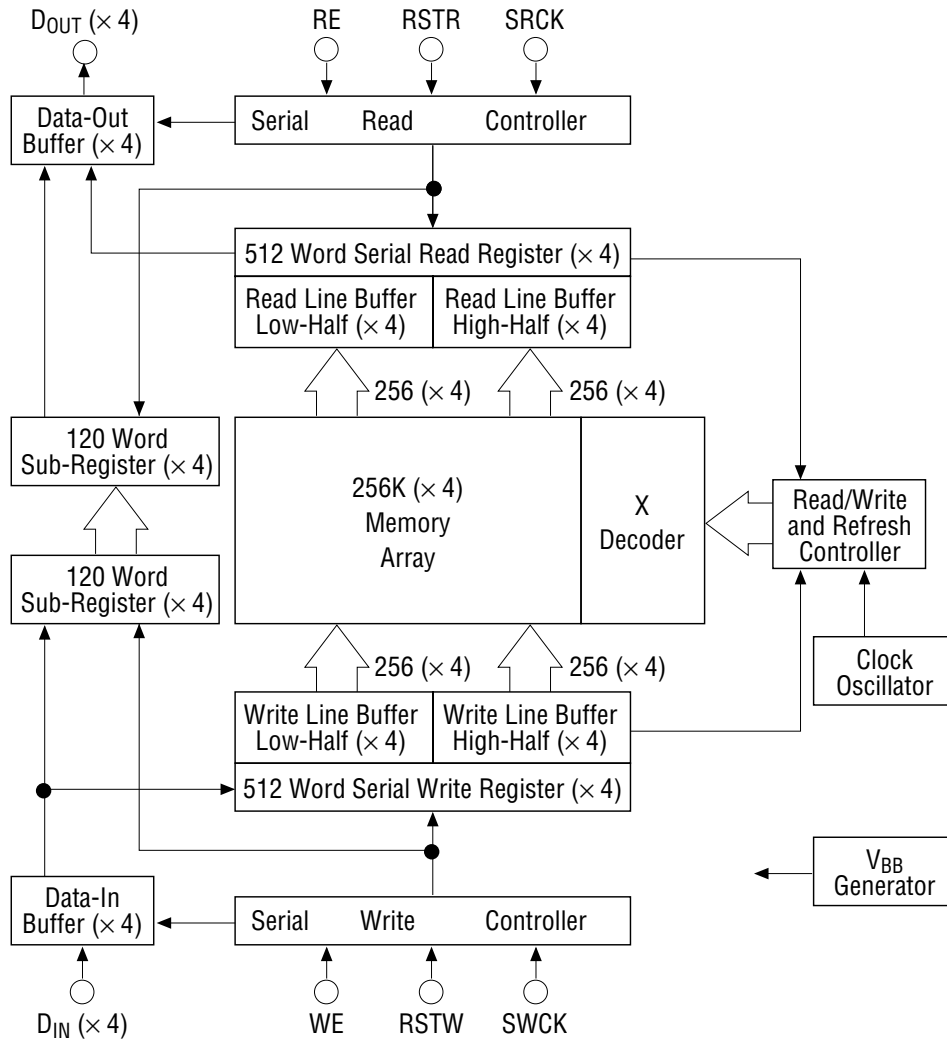 DOUT (× 4)
RE
RSTR
SRCK
Data-Out
Buffer (× 4)
Serial Read Controller
512 Word Serial Read Register (× 4)
Read Line Buffer
Low-Half (× 4)
Read Line Buffer
High-Half (× 4)
256 (× 4)
256 (× 4)
120 Word
Sub-Register (× 4)
256K (× 4)
Memory
Array
X
Decoder
Read/Write
and Refresh
Controller
120 Word
Sub-Register (× 4)
256 (× 4)
256 (× 4)
Clock
Oscillator
Write Line Buffer
Low-Half (× 4)
Write Line Buffer
High-Half (× 4)
512 Word Serial Write Register (× 4)
VBB
Generator
Data-In
Buffer (× 4)
Serial Write Controller
DIN (× 4)
WE
RSTW
SWCK